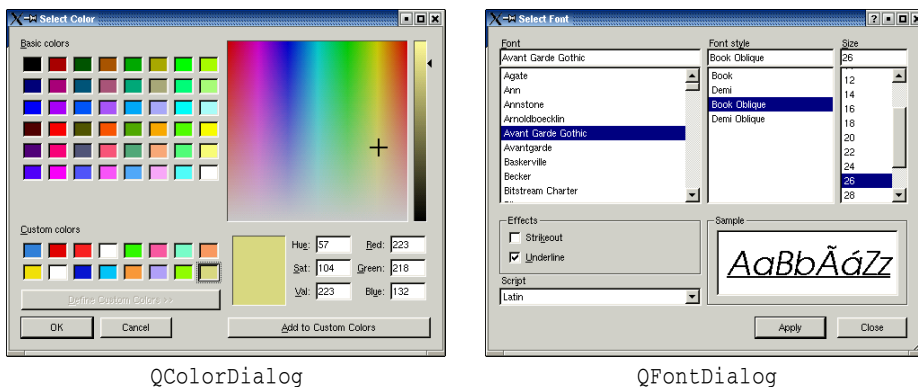 Select Color
Basic colors
Custom colors
Hue: 57
Red: 223
Sat: 104
Green: 218
Val: 223
Blue: 132
Define Custom Colors >>
OK
Cancel
Add to Custom Colors
QColorDialog
Select Font
Font
Font style
Size
Avant Garde Gothic
Book Oblique
26
Agate
Ann
Annstone
Arnoldboecklin
Avant Garde Gothic
Avantgarde
Baskerville
Becker
Bitstream Charter
Book
Demi
Book Oblique
Demi Oblique
12
14
16
18
20
22
24
26
28
Effects
Strikeout
Underline
Sample
AaBbÃáZz
Script
Latin
Apply
Close
QFontDialog